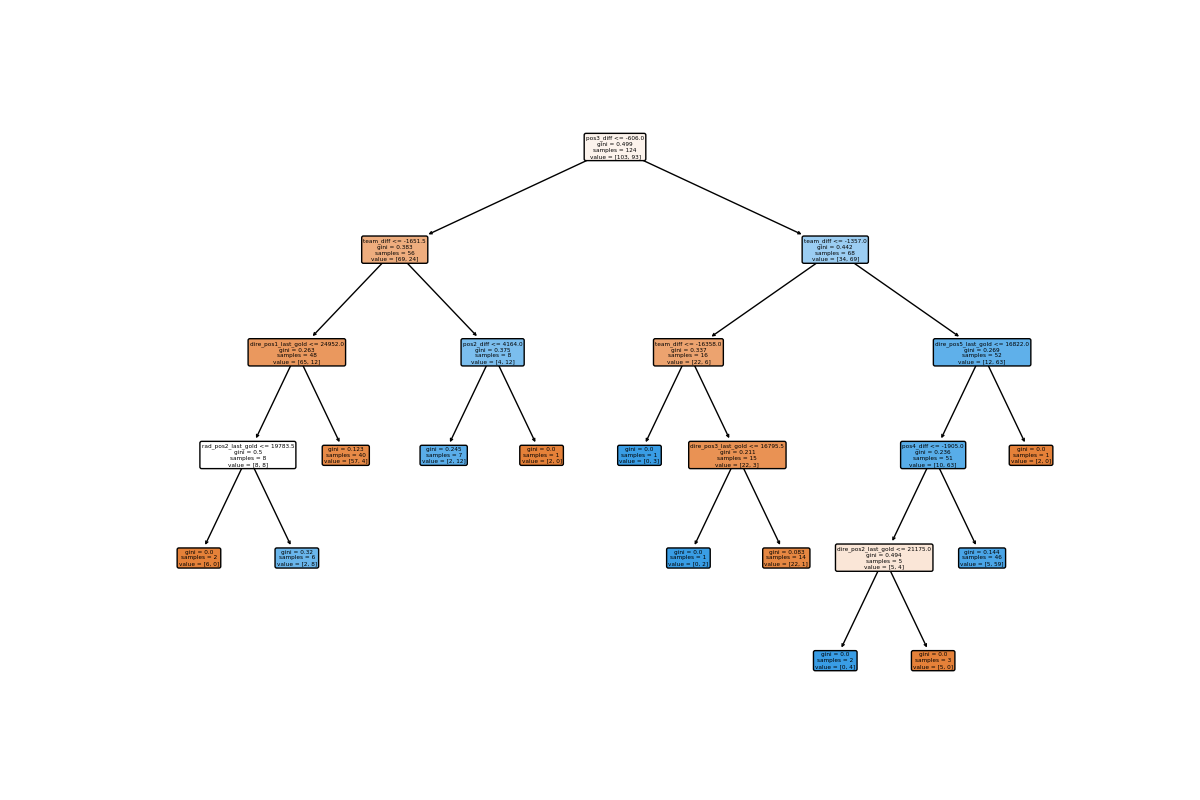 pos3_diff <= -606.0
gini = 0.499
samples = 124
value = [103, 93]
team_diff <= -1651.5
gini = 0.383
samples = 56
value = [69, 24]
team_diff <= -1357.0
gini = 0.442
samples = 68
value = [34, 69]
dire_pos1_last_gold <= 24952.0
gini = 0.263
samples = 48
value = [65, 12]
pos2_diff <= 4164.0
gini = 0.375
samples = 8
value = [4, 12]
team_diff <= -16358.0
gini = 0.337
samples = 16
value = [22, 6]
dire_pos5_last_gold <= 16822.0
gini = 0.269
samples = 52
value = [12, 63]
rad_pos2_last_gold <= 19783.5
gini = 0.5
samples = 8
value = [8, 8]
gini = 0.123
samples = 40
value = [57, 4]
gini = 0.245
samples = 7
value = [2, 12]
gini = 0.0
samples = 1
value = [2, 0]
gini = 0.0
samples = 1
value = [0, 3]
dire_pos3_last_gold <= 16795.5
gini = 0.211
samples = 15
value = [22, 3]
pos4_diff <= -1905.0
gini = 0.236
samples = 51
value = [10, 63]
gini = 0.0
samples = 1
value = [2, 0]
gini = 0.0
samples = 2
value = [6, 0]
gini = 0.32
samples = 6
value = [2, 8]
gini = 0.0
samples = 1
value = [0, 2]
gini = 0.083
samples = 14
value = [22, 1]
dire_pos2_last_gold <= 21175.0
gini = 0.494
samples = 5
value = [5, 4]
gini = 0.144
samples = 46
value = [5, 59]
gini = 0.0
samples = 2
value = [0, 4]
gini = 0.0
samples = 3
value = [5, 0]